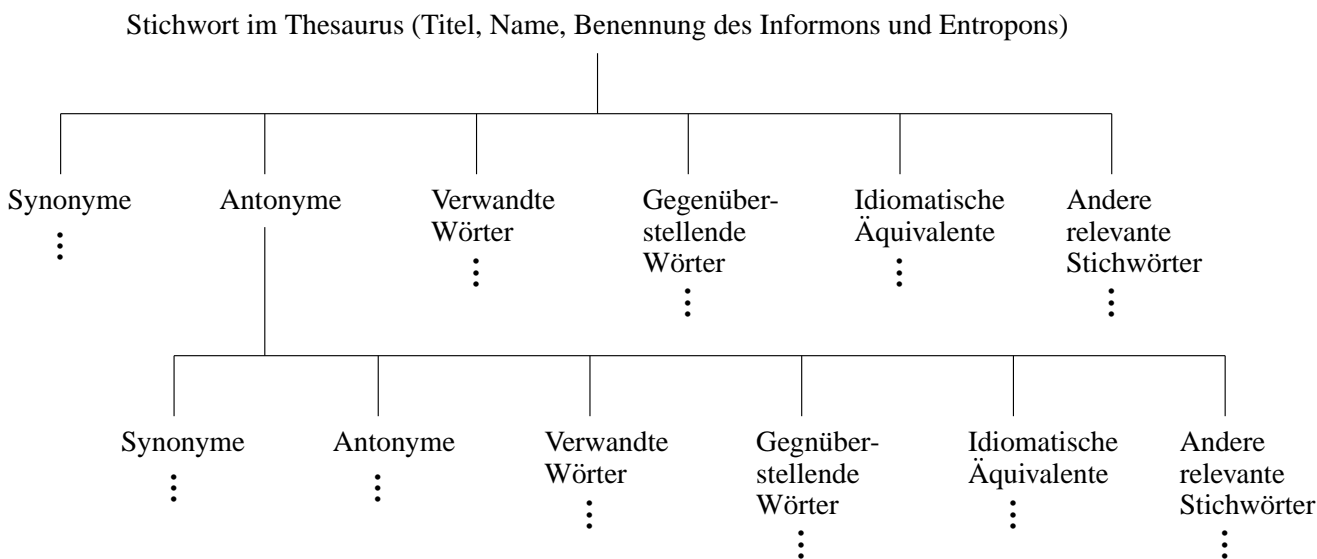 Stichwort im Thesaurus (Titel, Name, Benennung des Informons und Entropons)
Synonyme
Antonyme
Verwandte
Wörter
Gegenüber-
stellende
Wörter
Idiomatische
Äquivalente
Andere
relevante
Stichwörter
Synonyme
Antonyme
Verwandte
Wörter
Gegnüber-
stellende
Wörter
Idiomatische
Äquivalente
Andere
relevante
Stichwörter